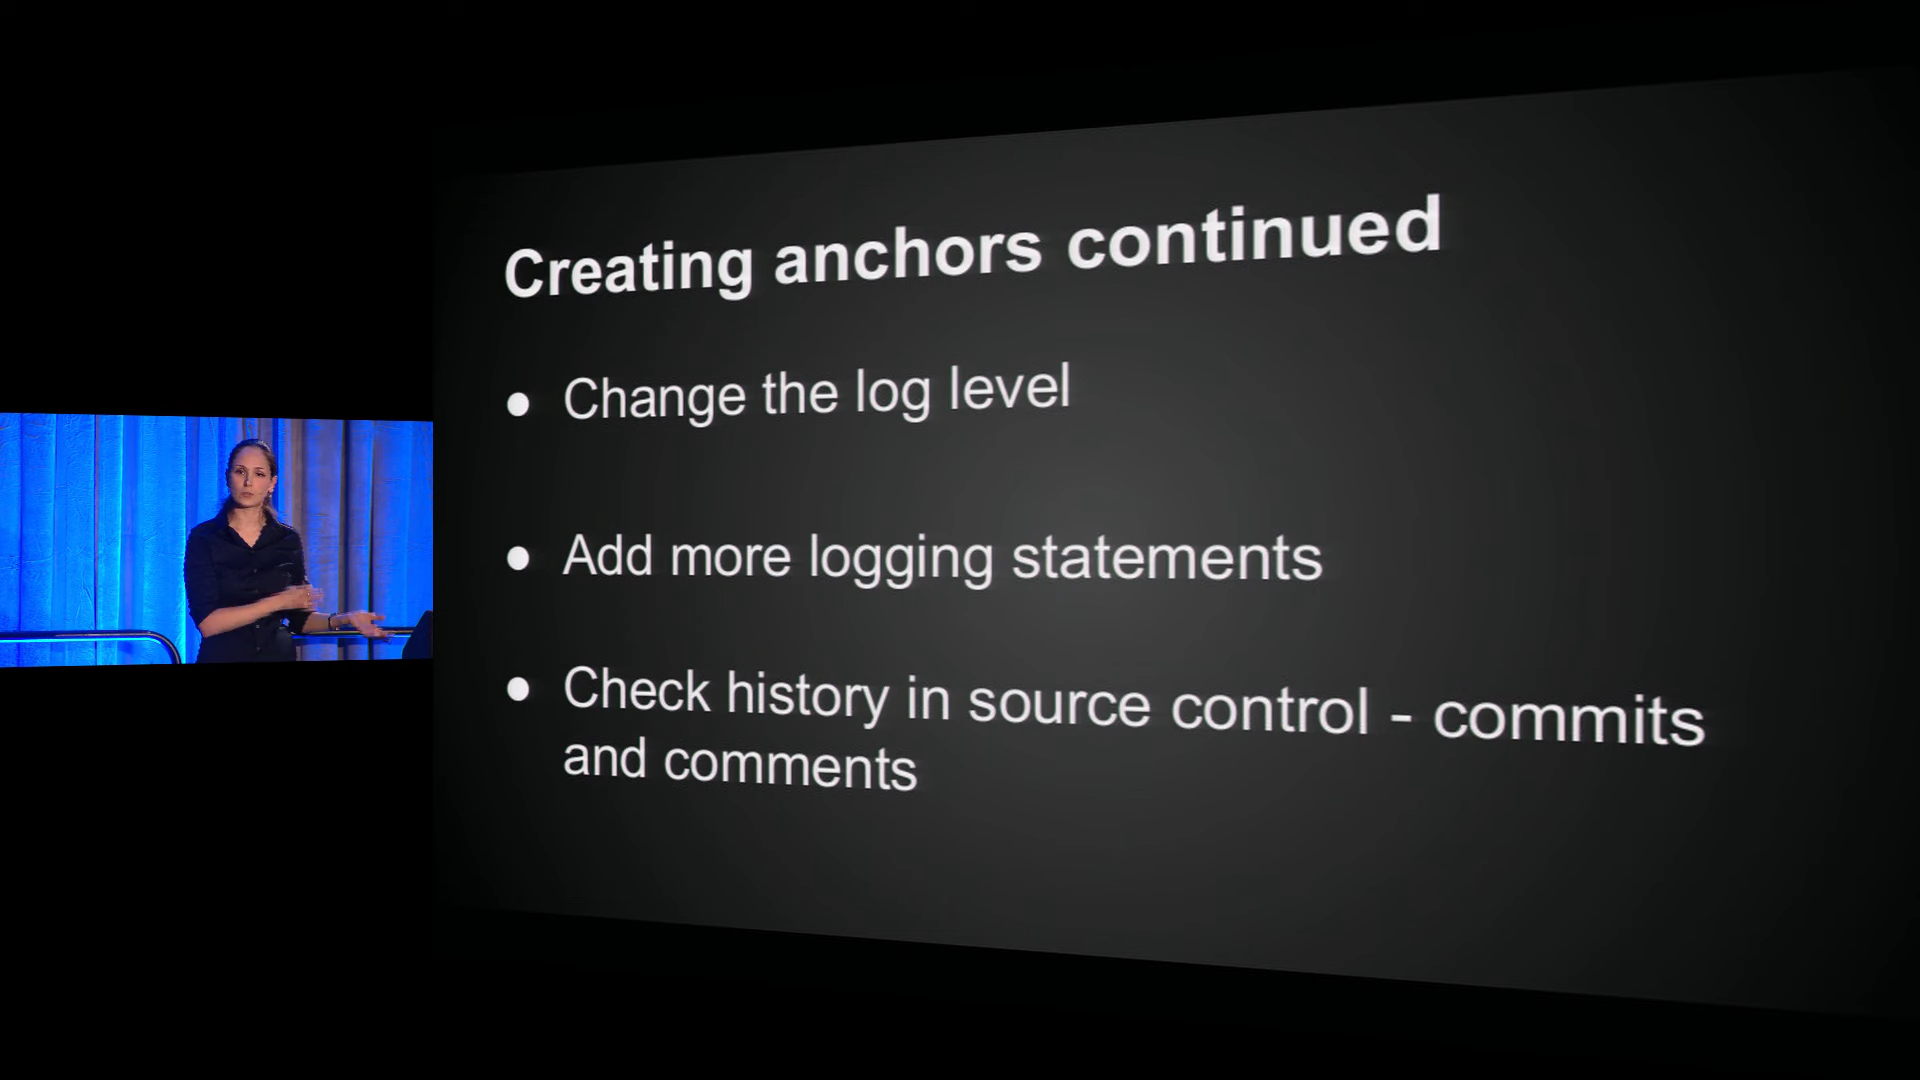 Creating anchors continued
● Change the log level
● Add more logging statements
● Check history in source control - commits
and comments